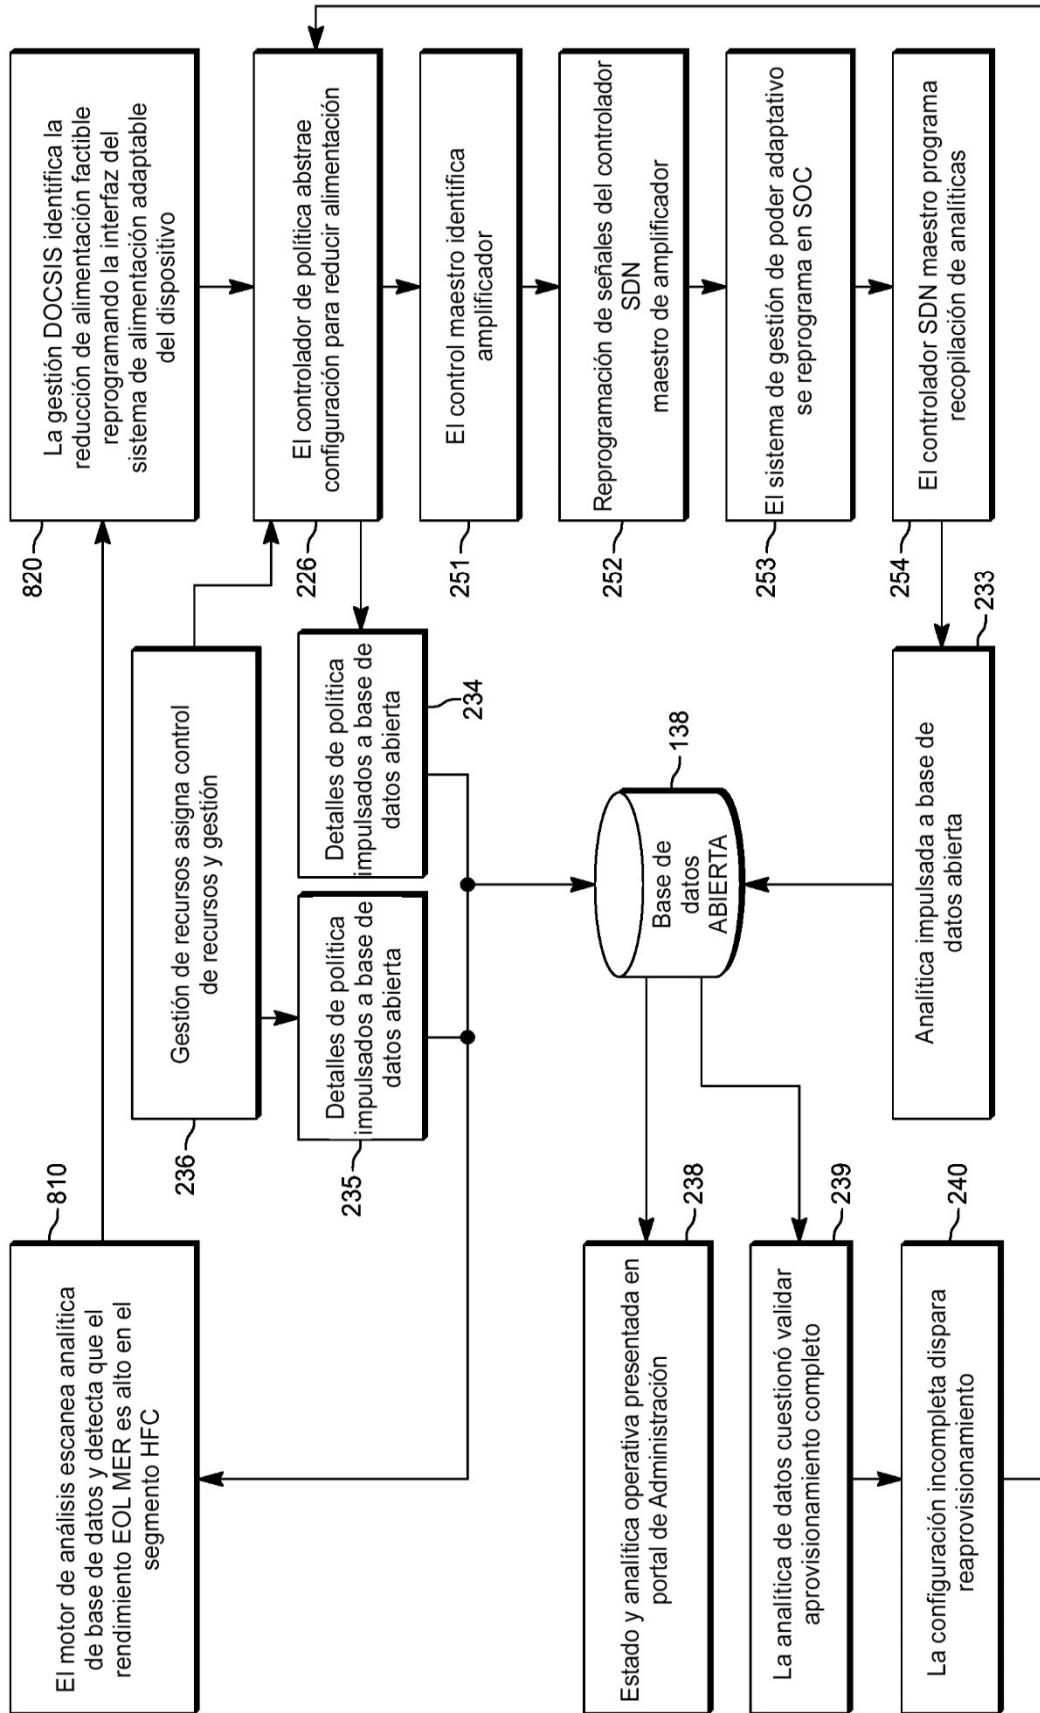 El motor de análisis escanea analítica
de base de datos y detecta que el
rendimiento EOL MER es alto en el
segmento HFC
810
La gestión DOCSIS identifica la
reducción de alimentación factible
reprogramando la interfaz del
sistema de alimentación adaptable
del dispositivo
820
Gestión de recursos asigna control
de recursos y gestión
236
El controlador de política abstrae
configuración para reducir alimentación
226
Detalles de política
impulsados a base de
datos abierta
235
Detalles de política
impulsados a base de
datos abierta
234
El control maestro identifica
amplificador
251
Reprogramación de señales del controlador
SDN
maestro de amplificador
252
El sistema de gestión de poder adaptativo
se reprograma en SOC
253
El controlador SDN maestro programa
recopilación de analíticas
254
Base de
datos
ABIERTA
138
Analítica impulsada a base de
datos abierta
233
Estado y analítica operativa presentada en
portal de Administración
238
La analítica de datos cuestionó validar
aprovisionamiento completo
239
La configuración incompleta dispara
reaprovisionamiento
240